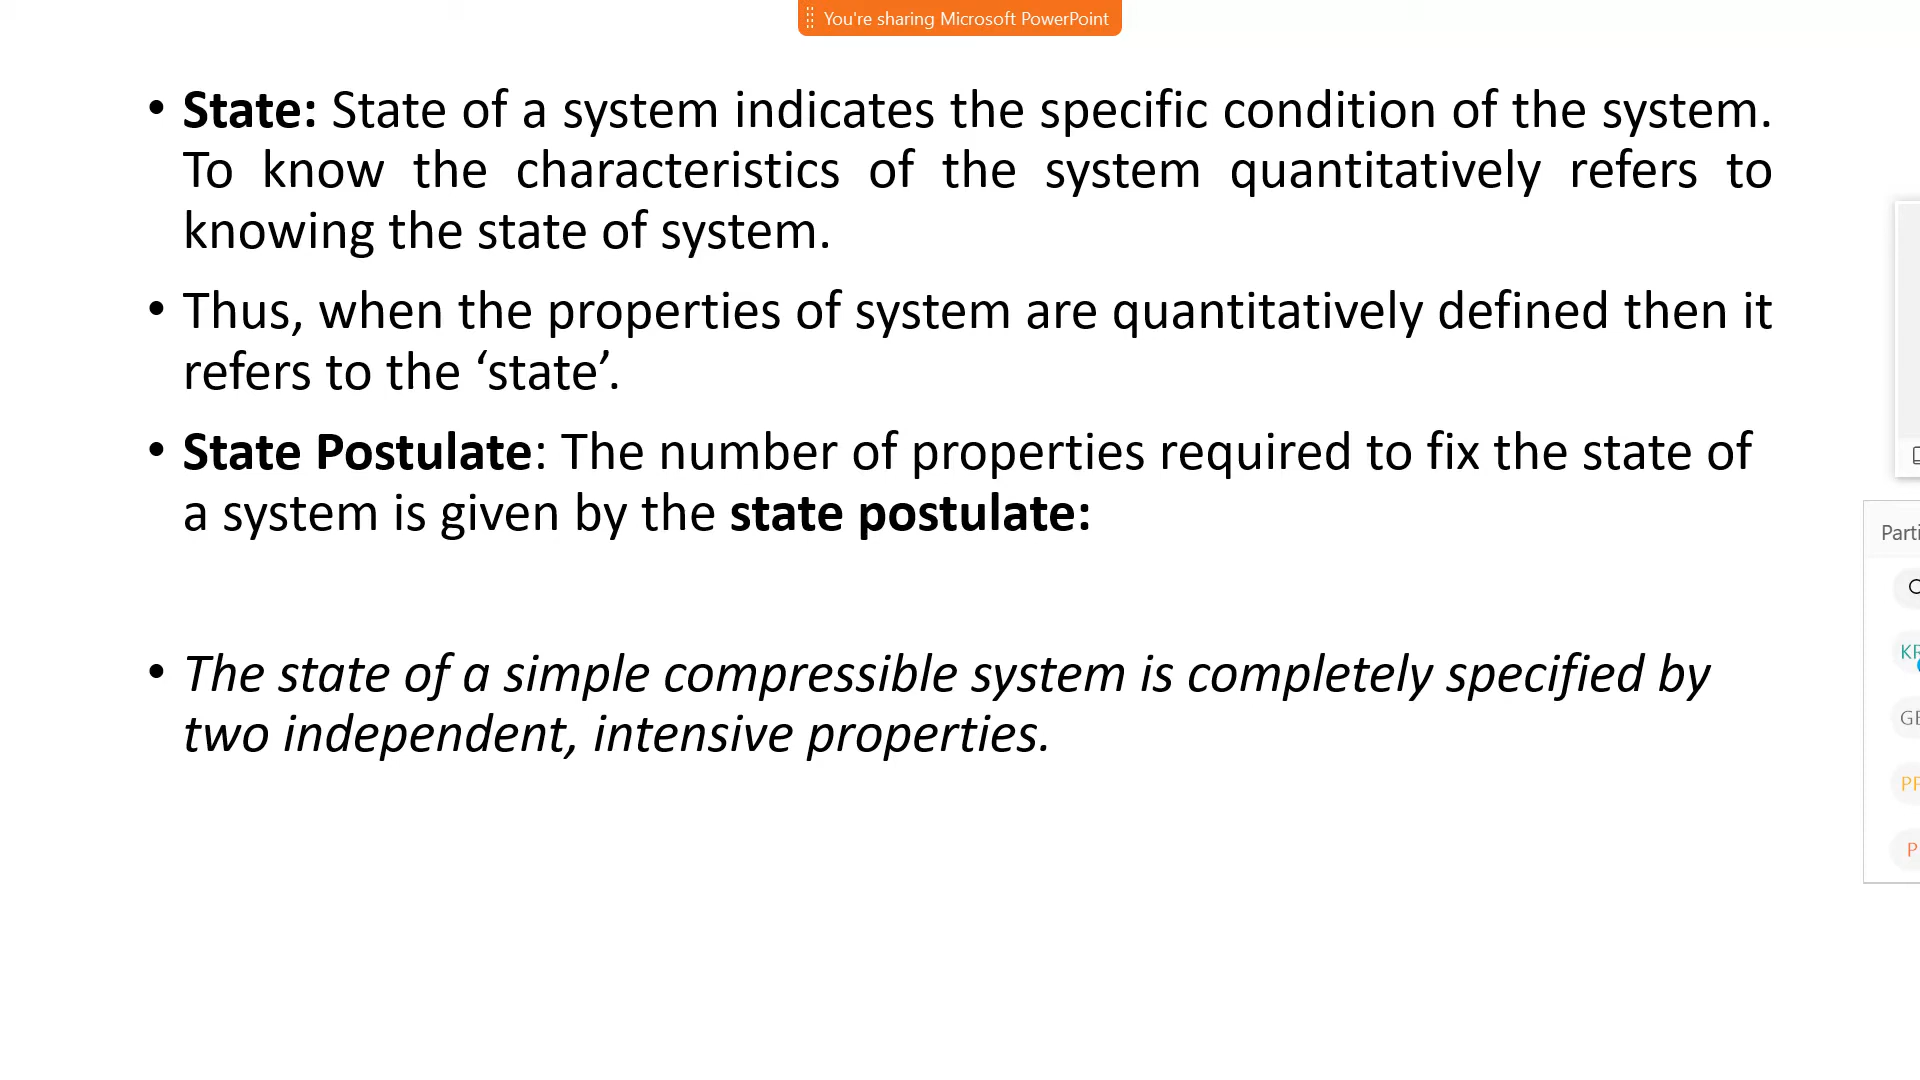 You're sharing Microsoft PowerPoint
• State: State of a system indicates the specific condition of the system.
To know the characteristics of the system quantitatively refers to
knowing the state of system.
• Thus, when the properties of system are quantitatively defined then it
refers to the ‘state’.
• State Postulate: The number of properties required to fix the state of
a system is given by the state postulate:
• The state of a simple compressible system is completely specified by
two independent, intensive properties.
Parti
KR
GE
PP
P